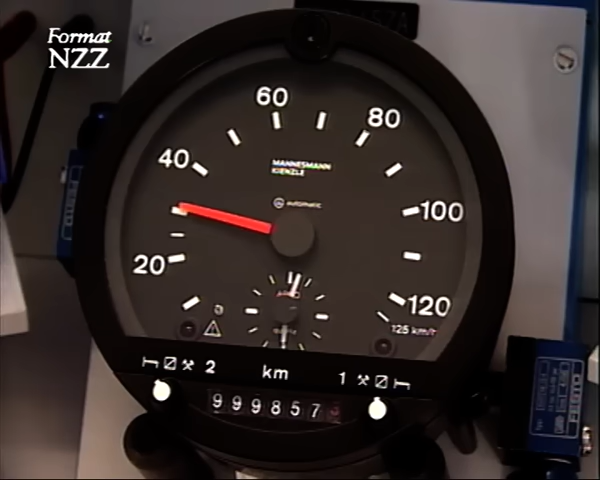 Format
NZZ
60
80
40
MANNESMANN
KIENZLE
automatic
100
20
120
125 km/h
2 km 1
999857